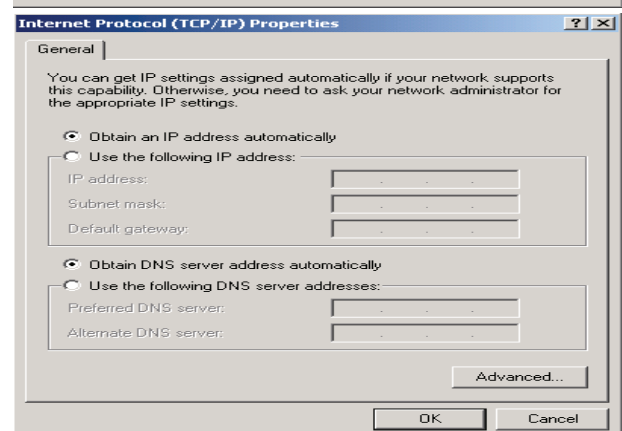 Internet Protocol (TCP/IP) Properties
General
You can get IP settings assigned automatically if your network supports
this capability. Otherwise, you need to ask your network administrator for
the appropriate IP settings.
Obtain an IP address automatically
Use the following IP address:
IP address:
Subnet mask:
Default gateway:
Obtain DNS server address automatically
Use the following DNS server addresses:
Preferred DNS server:
Alternate DNS server:
Advanced...
OK Cancel